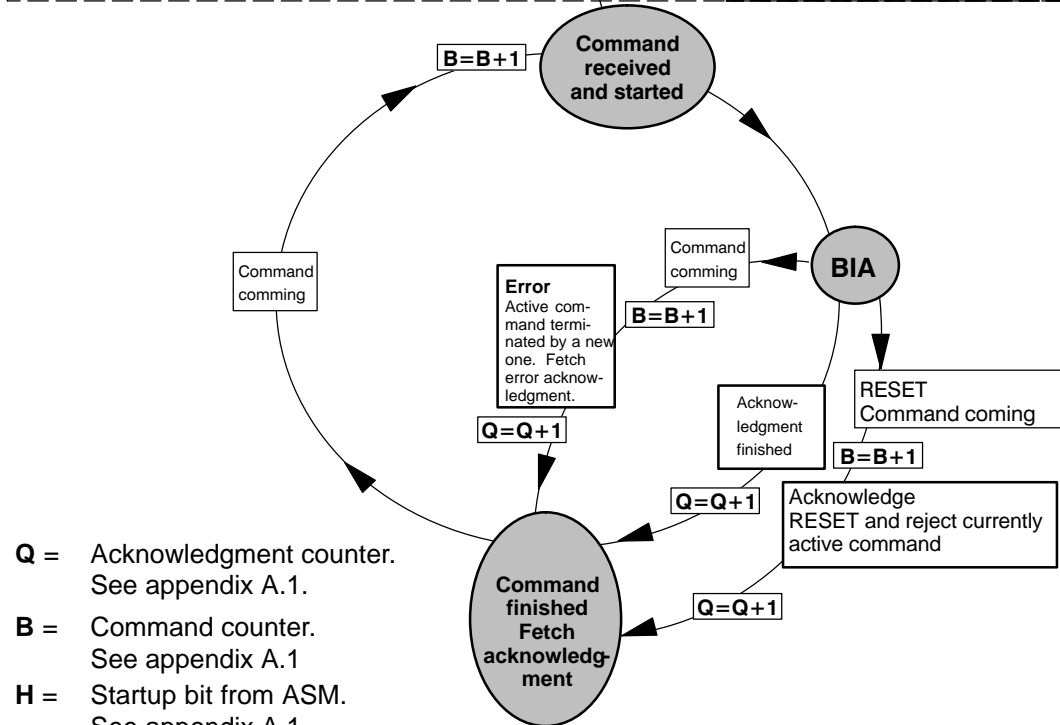 Command
received
and started
B=B+1
Command
comming
Command
comming
BIA
Error
Active com-
mand termi-
nated by a new
one. Fetch
error acknow-
ledgment.
B=B+1
RESET
Command coming
Acknow-
ledgment
finished
Q=Q+1
B=B+1
Q=Q+1
Acknowledge
RESET and reject currently
active command
Q=Q+1
Command
finished
Fetch
acknowledg-
ment
Q = Acknowledgment counter.
See appendix A.1.
B = Command counter.
See appendix A.1
H = Startup bit from ASM.
See appendix A.1